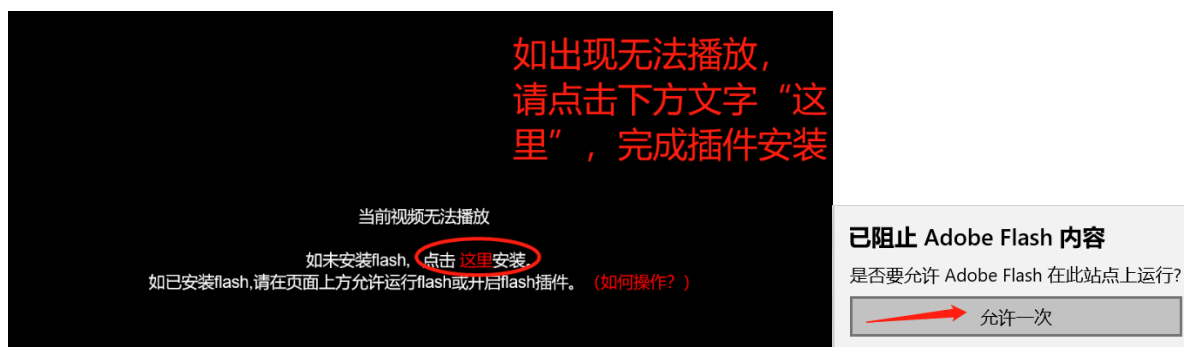 如出现无法播放，
请点击下方文字“这
里”，完成插件安装
当前视频无法播放
如未安装flash, 点击 这里安装。
如已安装flash,请在页面上方允许运行flash或开启flash插件。（如何操作？）
已阻止 Adobe Flash 内容
是否要允许 Adobe Flash 在此站点上运行?
允许一次